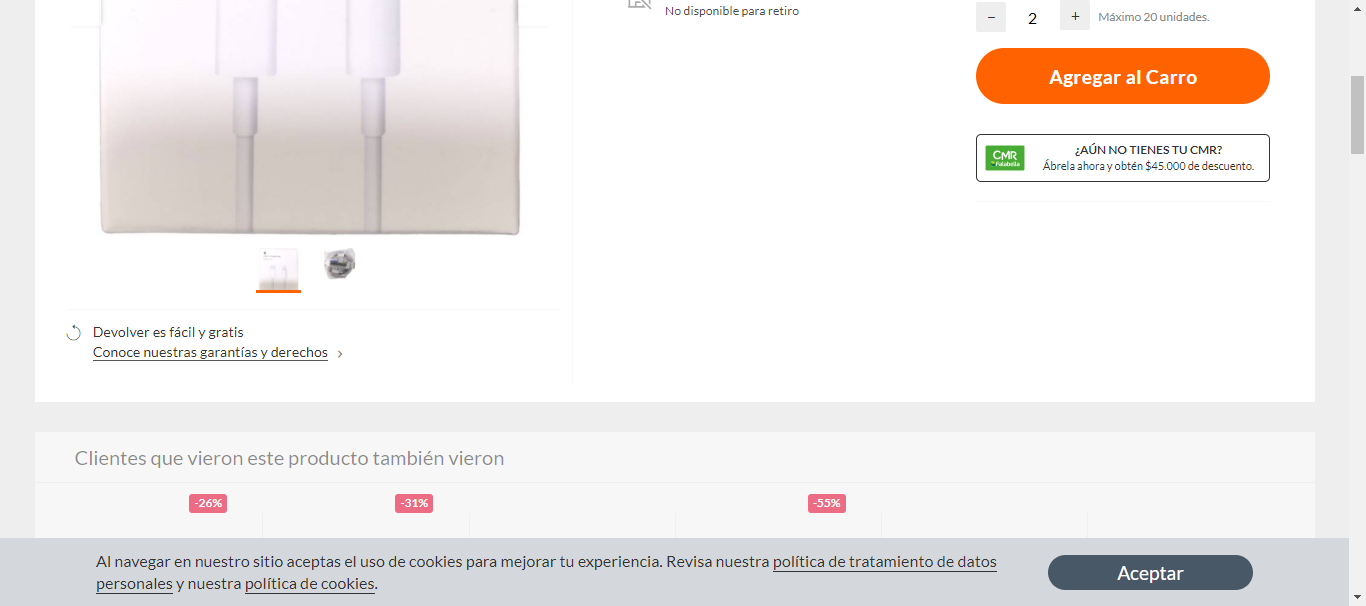 No disponible para retiro
−
2
+
Máximo 20 unidades.
Agregar al Carro
CMR
Falabella
¿AÚN NO TIENES TU CMR?
Ábrela ahora y obtén $45.000 de descuento.
Devolver es fácil y gratis
Conoce nuestras garantías y derechos
Clientes que vieron este producto también vieron
-26%
-31%
-55%
Al navegar en nuestro sitio aceptas el uso de cookies para mejorar tu experiencia. Revisa nuestra política de tratamiento de datos
personales y nuestra política de cookies.
Aceptar